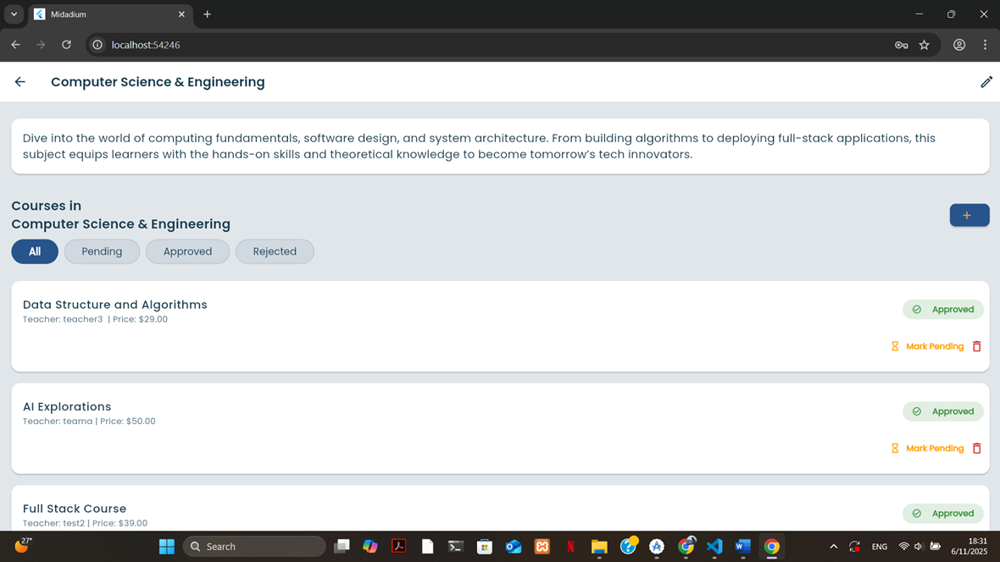 Midadium
localhost:54246
Computer Science & Engineering
Dive into the world of computing fundamentals, software design, and system architecture. From building algorithms to deploying full-stack applications, this
subject equips learners with the hands-on skills and theoretical knowledge to become tomorrow’s tech innovators.
Courses in
Computer Science & Engineering
All
Pending
Approved
Rejected
Data Structure and Algorithms
Teacher: teacher3 | Price: $29.00
Approved
Mark Pending
AI Explorations
Teacher: teama | Price: $50.00
Approved
Mark Pending
Full Stack Course
Teacher: test2 | Price: $39.00
Approved
27°
Search
ENG
18:31
6/11/2025